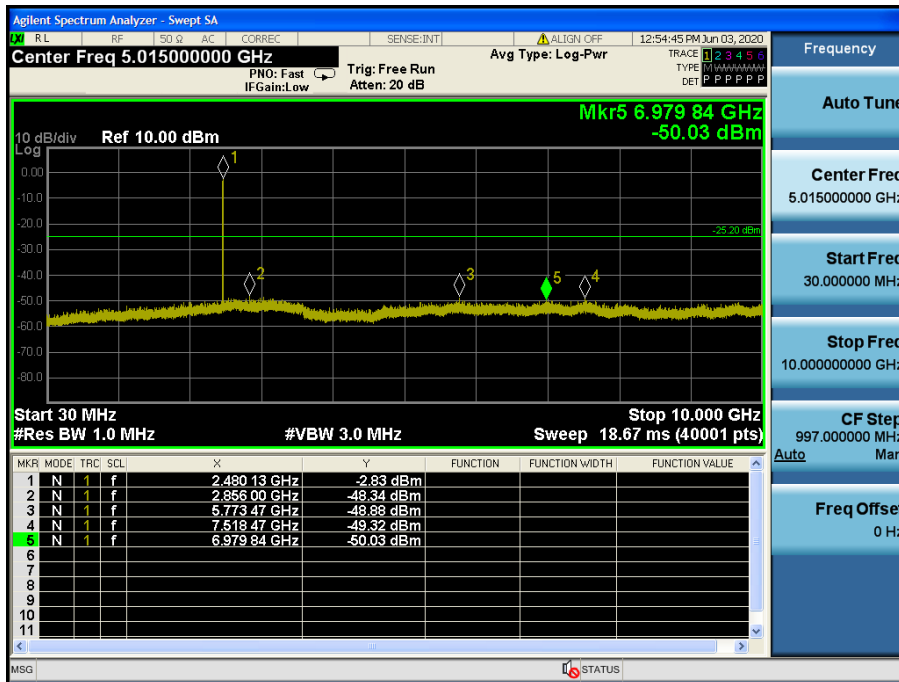 Agilent Spectrum Analyzer - Swept SA
LXI RL RF 50 Ω AC CORREC SENSE:INT ALIGN OFF 12:54:45 PM Jun 03, 2020
Center Freq 5.015000000 GHz
PNO: Fast
IFGain:Low
Trig: Free Run
Atten: 20 dB
Avg Type: Log-Pwr
TRACE 1 2 3 4 5 6
TYPE M WWWWW
DET P P P P P P
Mkr5 6.979 84 GHz
-50.03 dBm
10 dB/div Ref 10.00 dBm
Log
0.00
-10.0
-20.0
-30.0
-40.0
-50.0
-60.0
-70.0
-80.0
-25.20 dBm
1
2
3
5
4
Start 30 MHz Stop 10.000 GHz
#Res BW 1.0 MHz #VBW 3.0 MHz Sweep 18.67 ms (40001 pts)
MKR MODE TRC SCL X Y FUNCTION FUNCTION WIDTH FUNCTION VALUE
1 N 1 f 2.480 13 GHz -2.83 dBm
2 N 1 f 2.856 00 GHz -48.34 dBm
3 N 1 f 5.773 47 GHz -48.88 dBm
4 N 1 f 7.518 47 GHz -49.32 dBm
5 N 1 f 6.979 84 GHz -50.03 dBm
6
7
8
9
10
11
MSG STATUS
Frequency
Auto Tune
Center Freq
5.015000000 GHz
Start Freq
30.000000 MHz
Stop Freq
10.000000000 GHz
CF Step
997.000000 MHz
Auto Man
Freq Offset
0 Hz